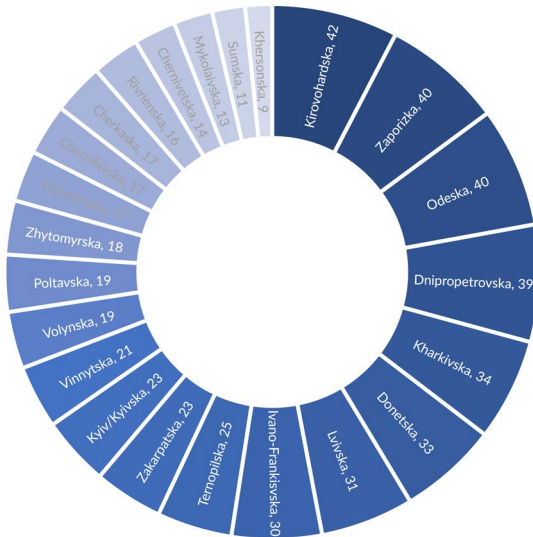 Kirovohardska, 42
Zaporizka, 40
Odeska, 40
Dnipropetrovska, 39
Kharkivska, 34
Donetska, 33
Lvivska, 31
Ivano-Frankisvska, 30
Ternopilska, 25
Zakarpatska, 23
Kyiv/Kyivska, 23
Vinnytska, 21
Volynska, 19
Poltavska, 19
Zhytomyrska, 18
Chernihivska, 17
Cherkaska, 17
Rivnenska, 16
Chernivetska, 14
Mykolaivska, 13
Sumska, 11
Khersonska, 9